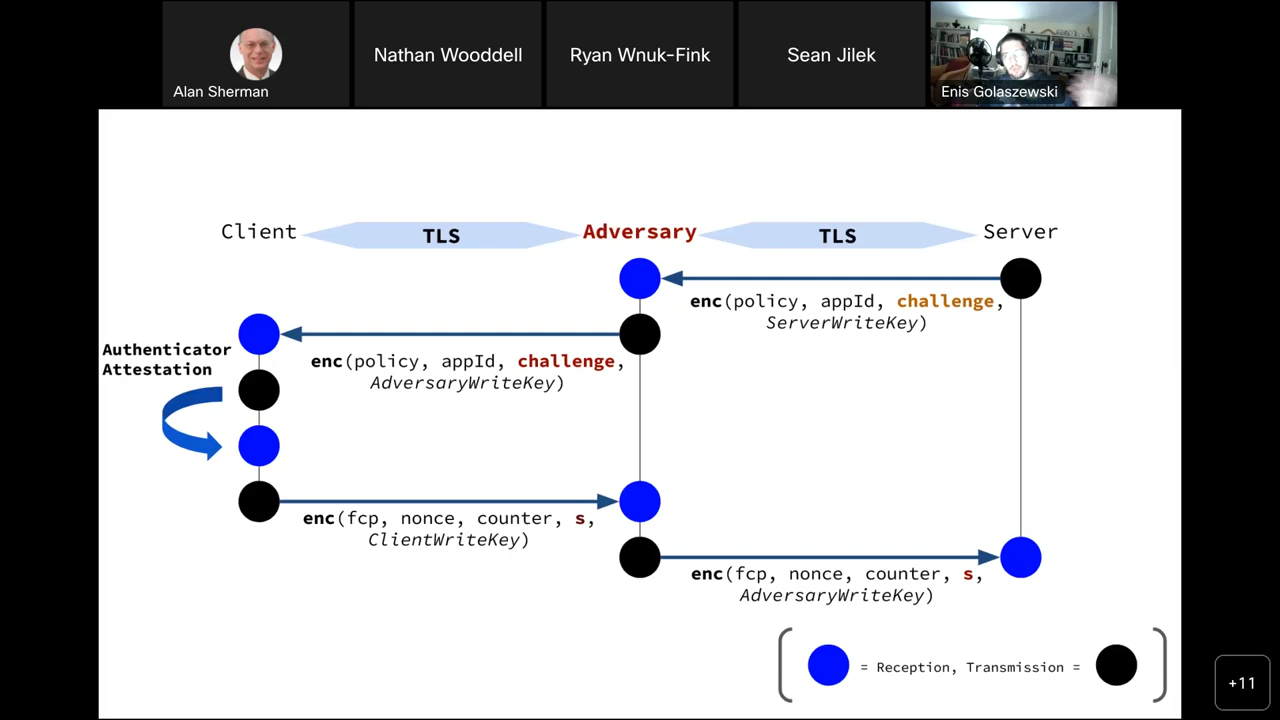 Alan Sherman
Nathan Wooddell
Ryan Wnuk-Fink
Sean Jilek
Enis Golaszewski
Client
TLS
Adversary
TLS
Server
enc(policy, appId, challenge,
ServerWriteKey)
enc(policy, appId, challenge,
AdversaryWriteKey)
Authenticator
Attestation
enc(fcp, nonce, counter, s,
ClientWriteKey)
enc(fcp, nonce, counter, s,
AdversaryWriteKey)
= Reception, Transmission =
+11